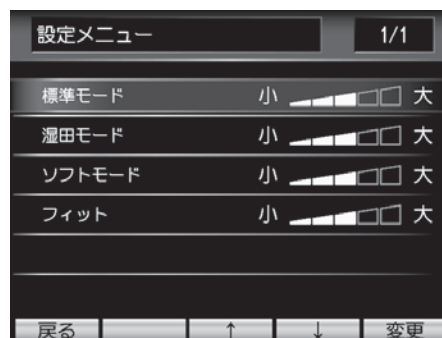 設定メニュー 1/1
標準モード 小 大
湿田モード 小 大
ソフトモード 小 大
フィット 小 大
戻る ↑ ↓ 変更